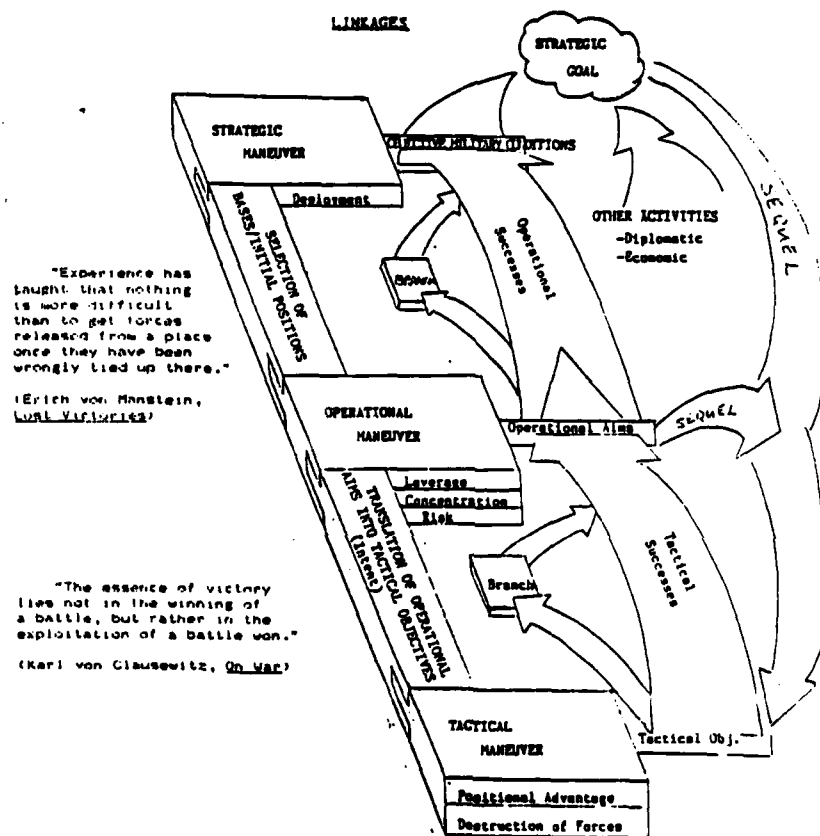 LINKAGES
STRATEGIC
GOAL
STRATEGIC
MANEUVER
MILITARY CONDITIONS
Deployment
SELECTION OF
BASES/INITIAL POSITIONS
Operational
Successes
OTHER ACTIVITIES
-Diplomatic
-Economic
SEQUEL
"Experience has
taught that nothing
is more difficult
than to get forces
released from a place
once they have been
wrongly tied up there."
(Erich von Manstein,
Lost Victories)
OPERATIONAL
MANEUVER
Operational Aims
SEQUEL
Leverage
Concentration
Risk
TRANSLATION OF OPERATIONAL
AIMS INTO TACTICAL OBJECTIVES
(Intent)
Branch
Tactical
Successes
"The essence of victory
lies not in the winning of
a battle, but rather in the
exploitation of a battle won."
(Karl von Clausewitz, On War)
TACTICAL
MANEUVER
Tactical Obj.
Positional Advantage
Destruction of Forces